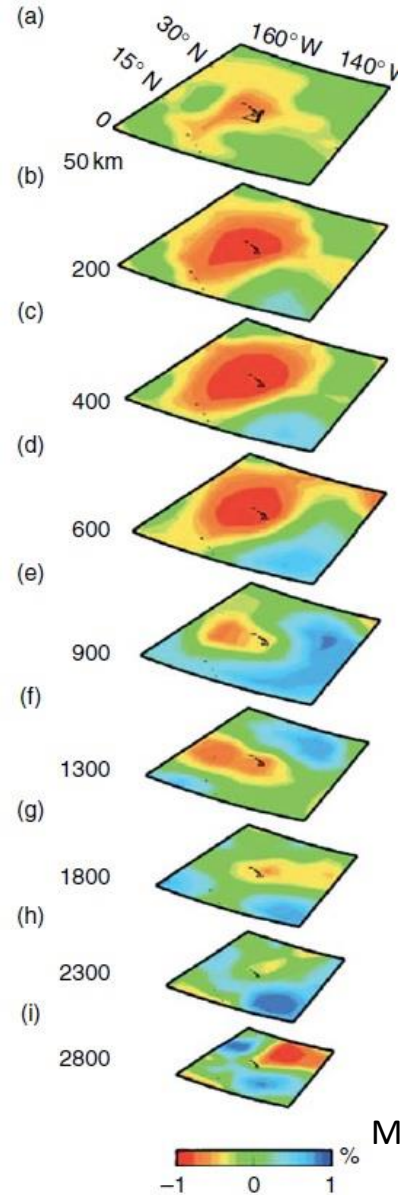 (a)
30° N
160° W
140° W
15° N
0
50 km
(b)
200
(c)
400
(d)
600
(e)
900
(f)
1300
(g)
1800
(h)
2300
(i)
2800
M
%
–1
0
1